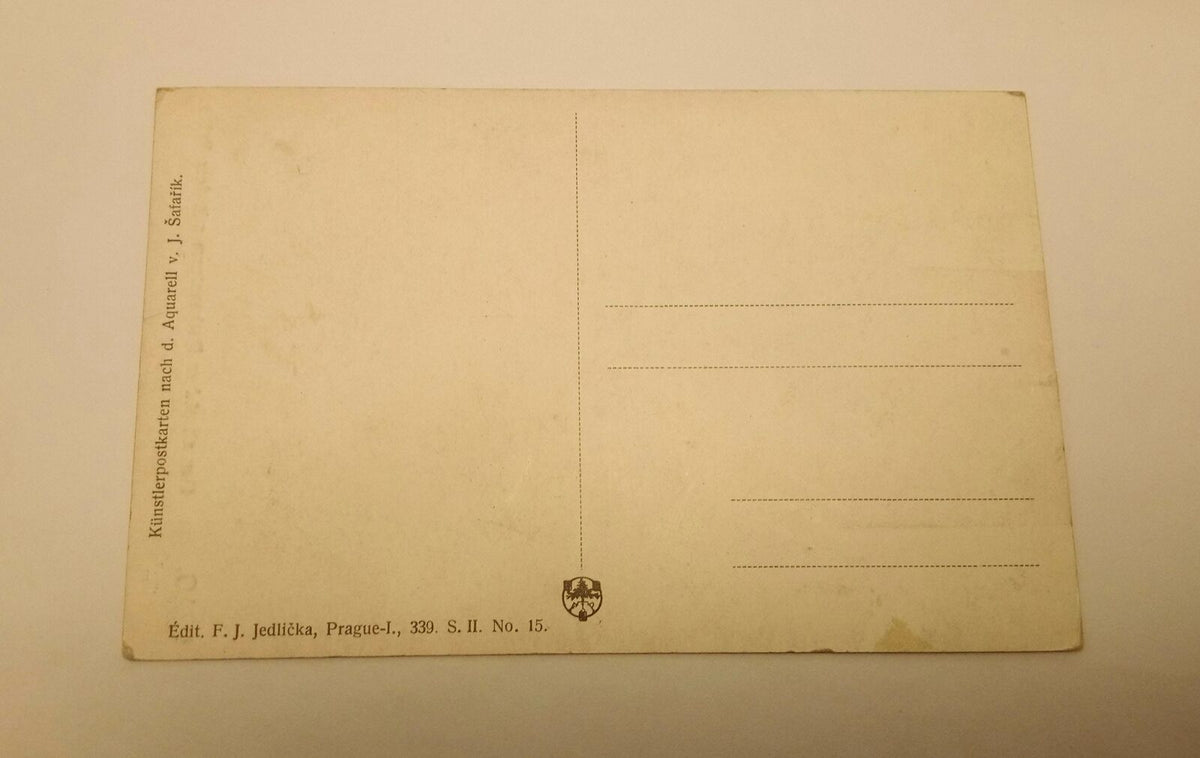 Künstlerpostkarten nach d. Aquarell v. J. Šafařík.
Édit. F. J. Jedlička, Prague-I., 339. S. II. No. 15.